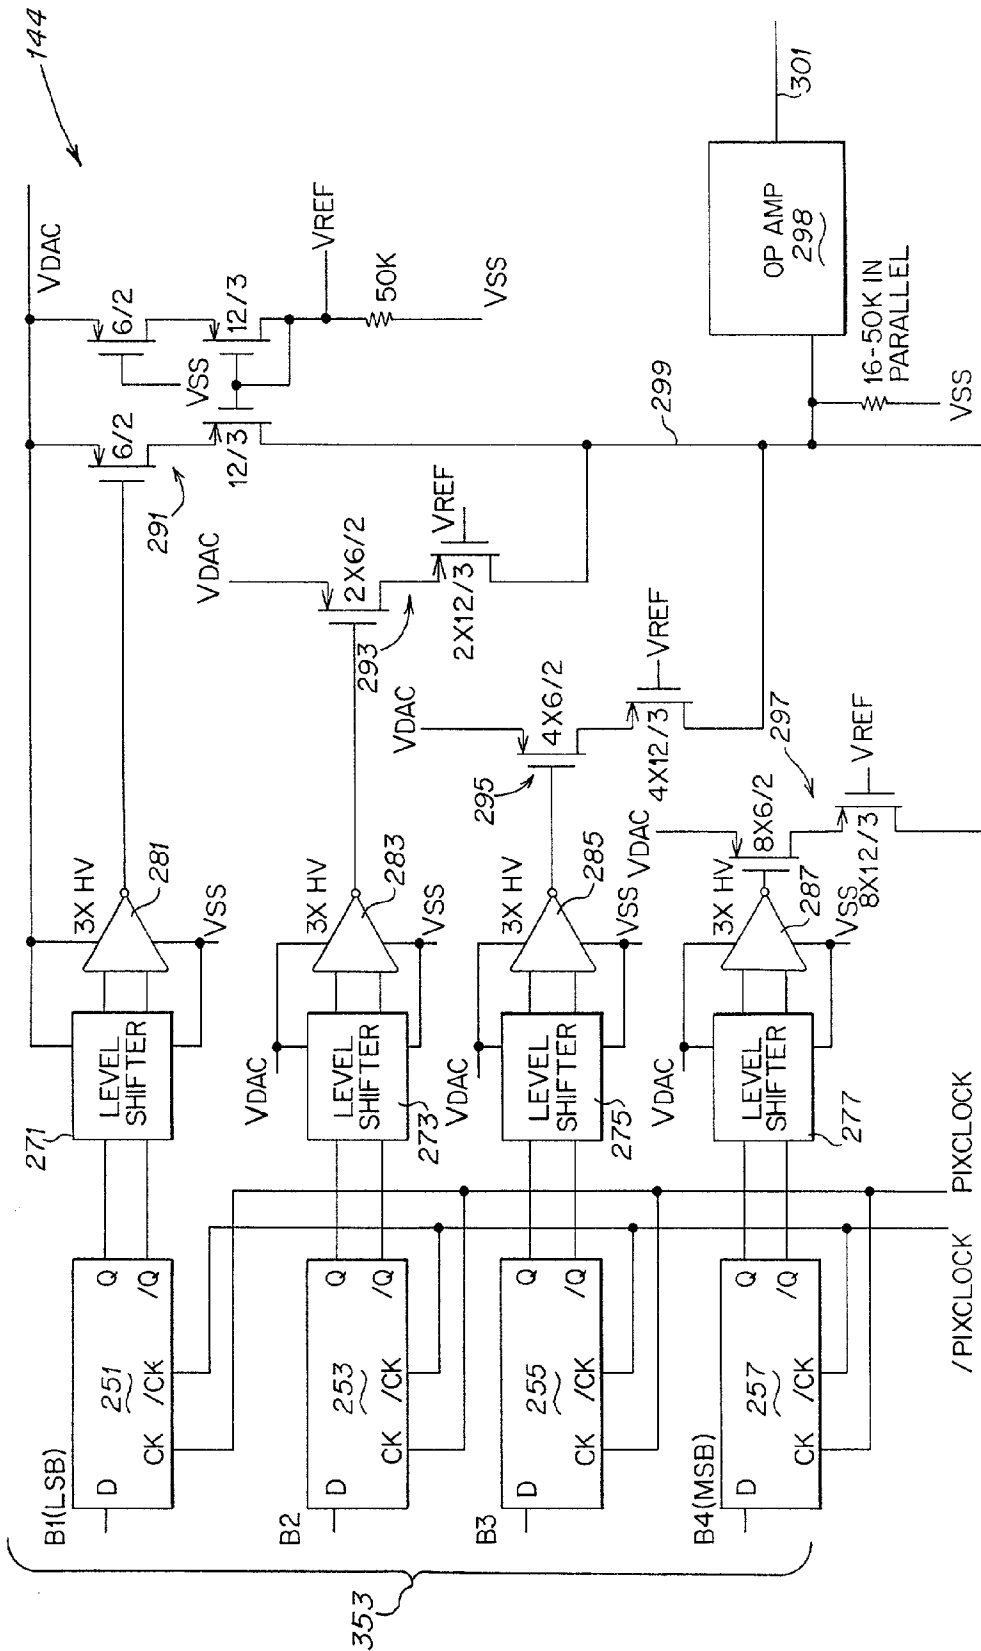 144
VDAC
6/2
12/3
VREF
50K
VSS
VSS
6/2
12/3
291
3X HV
281
VSS
LEVEL SHIFTER
271
B1(LSB)
D
251
Q
/Q
CK
/CK
VDAC
2X6/2
293
2X12/3
VREF
3X HV
283
VSS
VDAC
LEVEL SHIFTER
273
B2
D
253
Q
/Q
CK
/CK
VDAC
4X6/2
295
4X12/3
VREF
3X HV
285
VSS
VDAC
LEVEL SHIFTER
275
B3
D
255
Q
/Q
CK
/CK
VDAC
8X6/2
297
8X12/3
VREF
3X HV
287
VSS
VDAC
LEVEL SHIFTER
277
B4(MSB)
D
257
Q
/Q
CK
/CK
353
/PIXCLOCK
PIXCLOCK
299
16-50K IN
PARALLEL
VSS
OP AMP
298
301